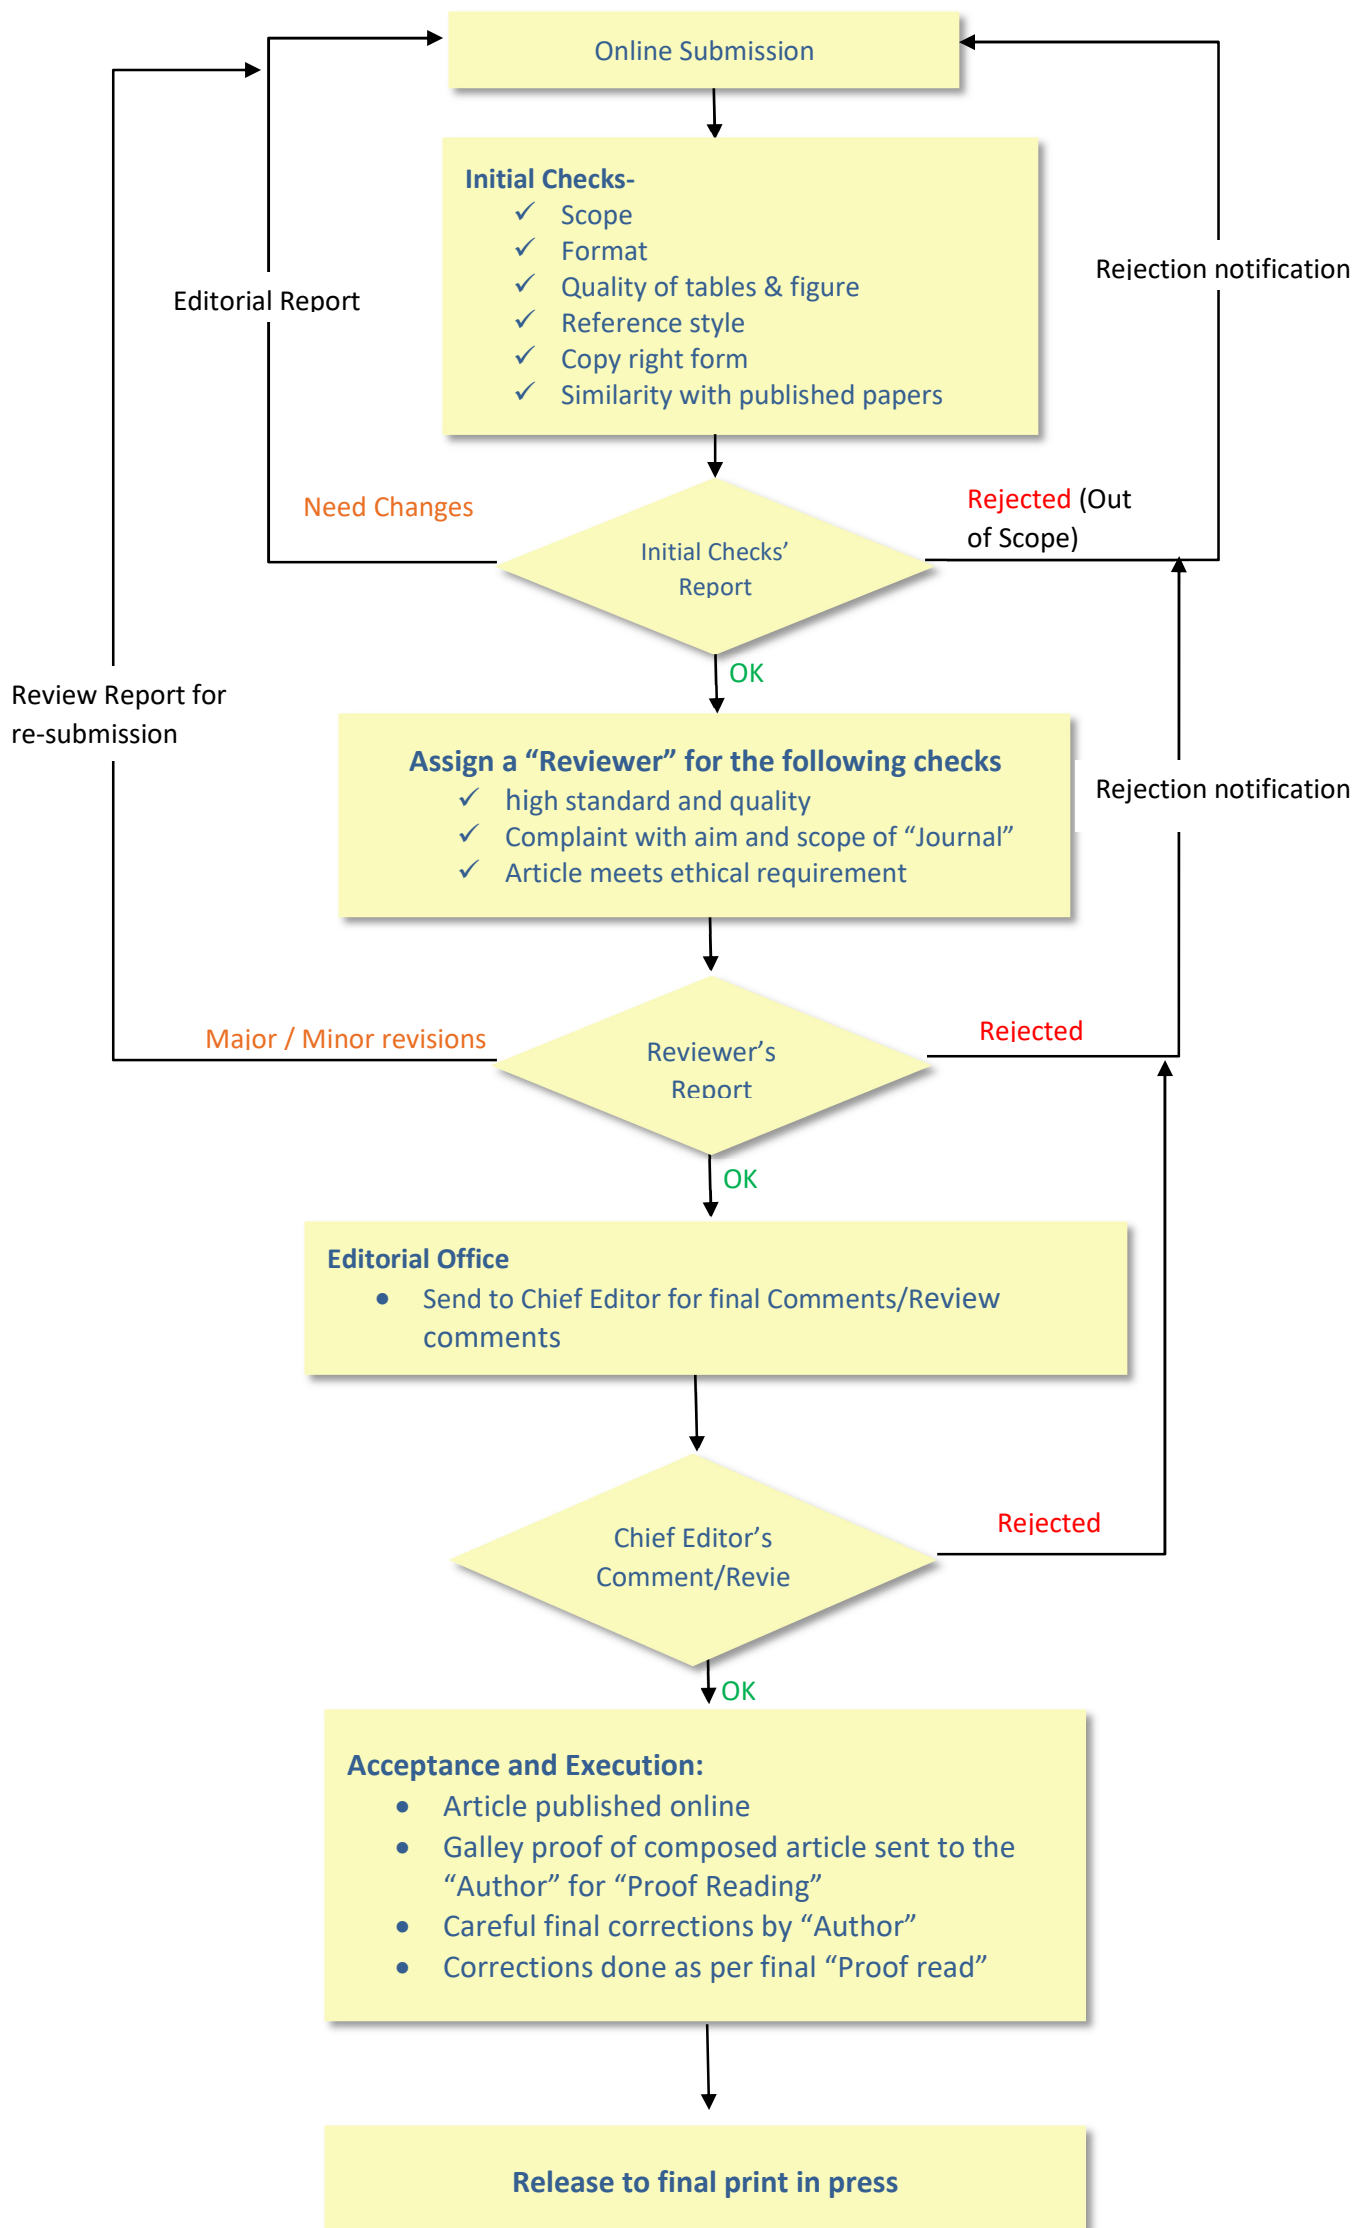 Online Submission
Initial Checks-
✓ Scope
✓ Format
✓ Quality of tables & figure
✓ Reference style
✓ Copy right form
✓ Similarity with published papers
Editorial Report
Rejection notification
Need Changes
Rejected (Out
of Scope)
Initial Checks’
Report
OK
Review Report for
re-submission
Assign a “Reviewer” for the following checks
✓ high standard and quality
✓ Complaint with aim and scope of “Journal”
✓ Article meets ethical requirement
Rejection notification
Major / Minor revisions
Rejected
Reviewer’s
Report
OK
Editorial Office
• Send to Chief Editor for final Comments/Review
comments
Rejected
Chief Editor’s
Comment/Revie
OK
Acceptance and Execution:
• Article published online
• Galley proof of composed article sent to the
“Author” for “Proof Reading”
• Careful final corrections by “Author”
• Corrections done as per final “Proof read”
Release to final print in press